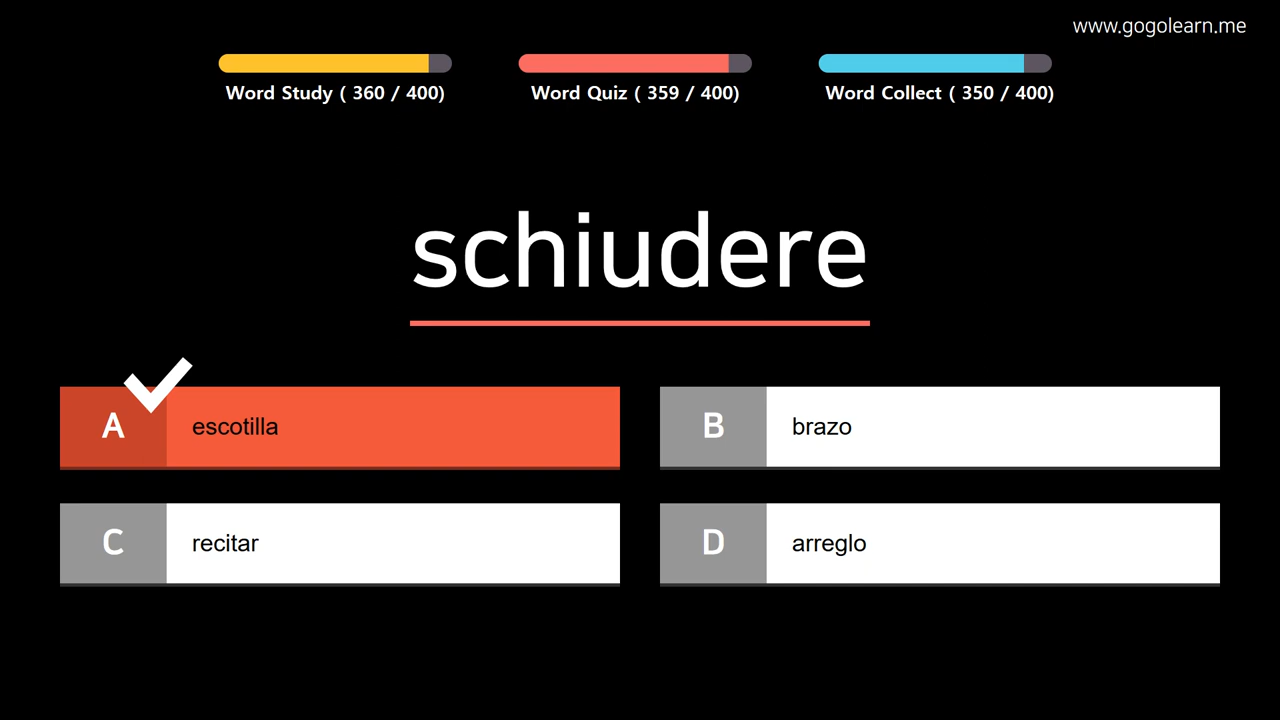 www.gogolearn.me
Word Study ( 360 / 400)
Word Quiz ( 359 / 400)
Word Collect ( 350 / 400)
schiudere
A escotilla
B brazo
C recitar
D arreglo